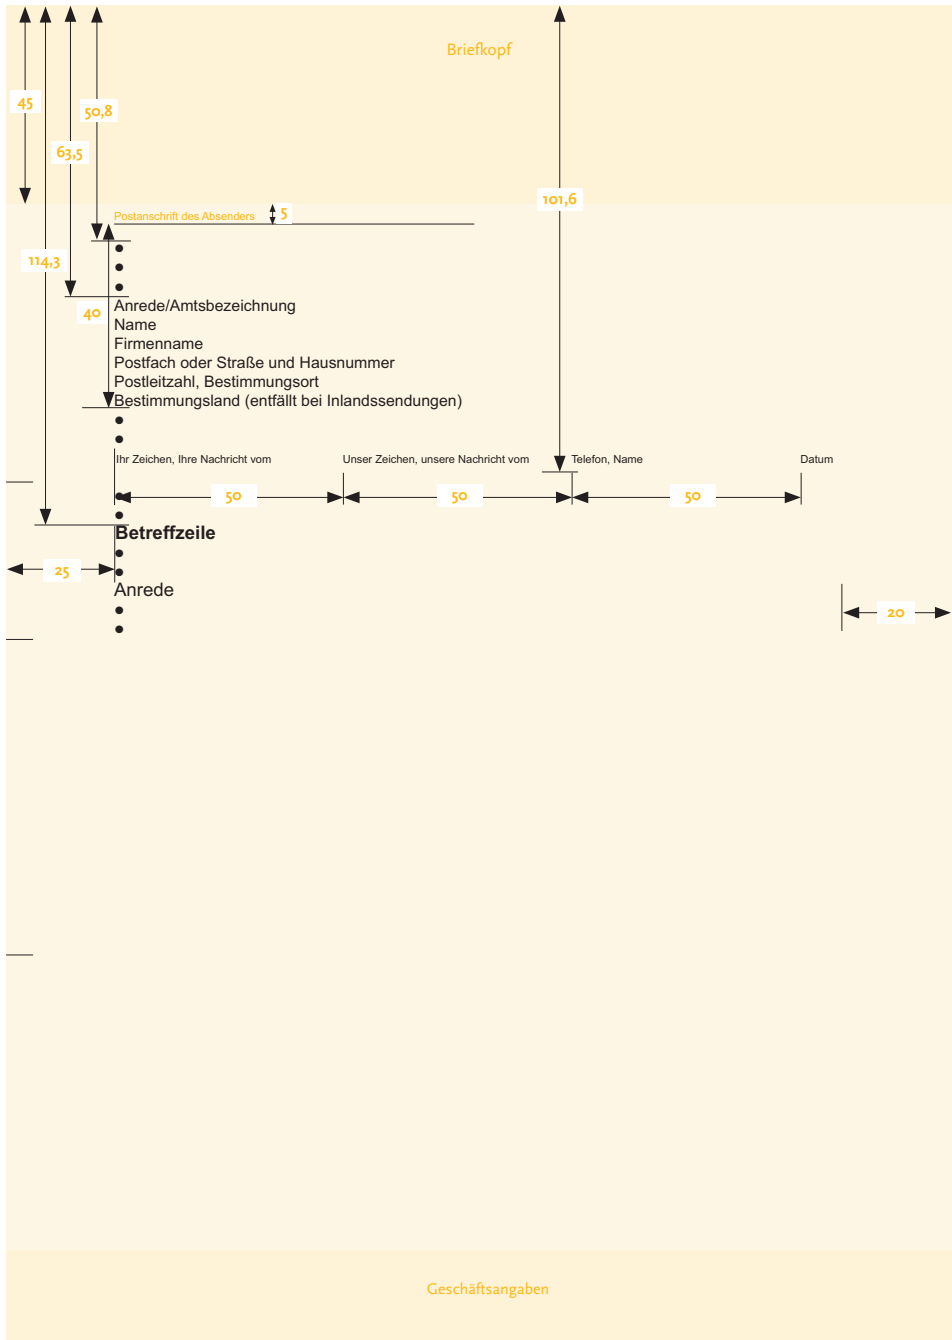 Briefkopf
45
50,8
63,5
101,6
Postanschrift des Absenders
5
114,3
40
Anrede/Amtsbezeichnung
Name
Firmenname
Postfach oder Straße und Hausnummer
Postleitzahl, Bestimmungsort
Bestimmungsland (entfällt bei Inlandssendungen)
Ihr Zeichen, Ihre Nachricht vom
Unser Zeichen, unsere Nachricht vom
Telefon, Name
Datum
50
50
50
Betreffzeile
25
Anrede
20
Geschäftsangaben